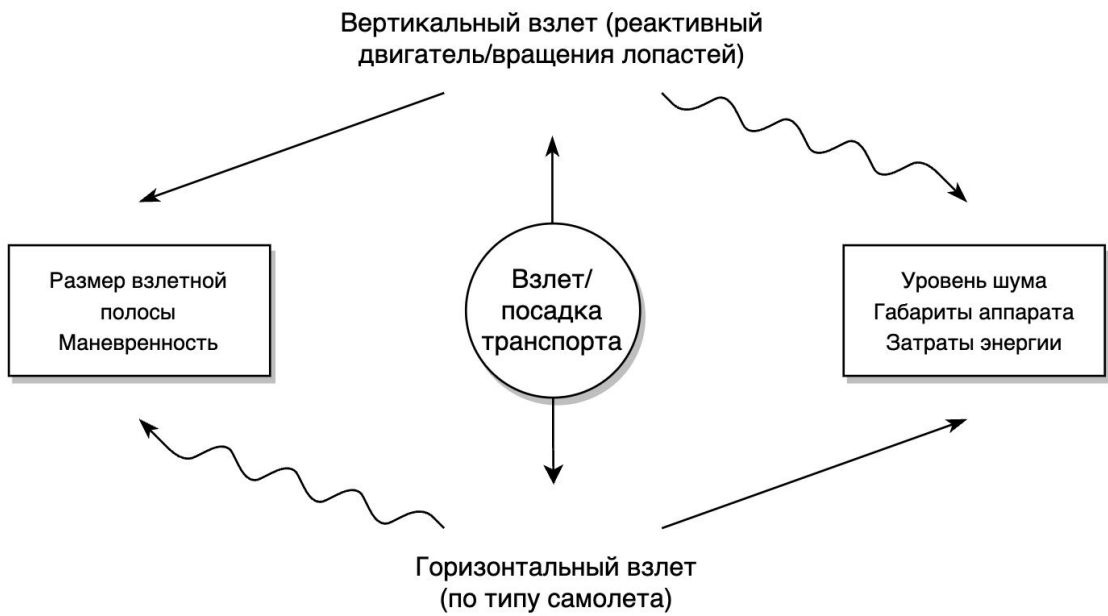 Вертикальный взлет (реактивный
двигатель/вращения лопастей)
Размер взлетной
полосы
Маневренность
Взлет/
посадка
транспорта
Уровень шума
Габариты аппарата
Затраты энергии
Горизонтальный взлет
(по типу самолета)